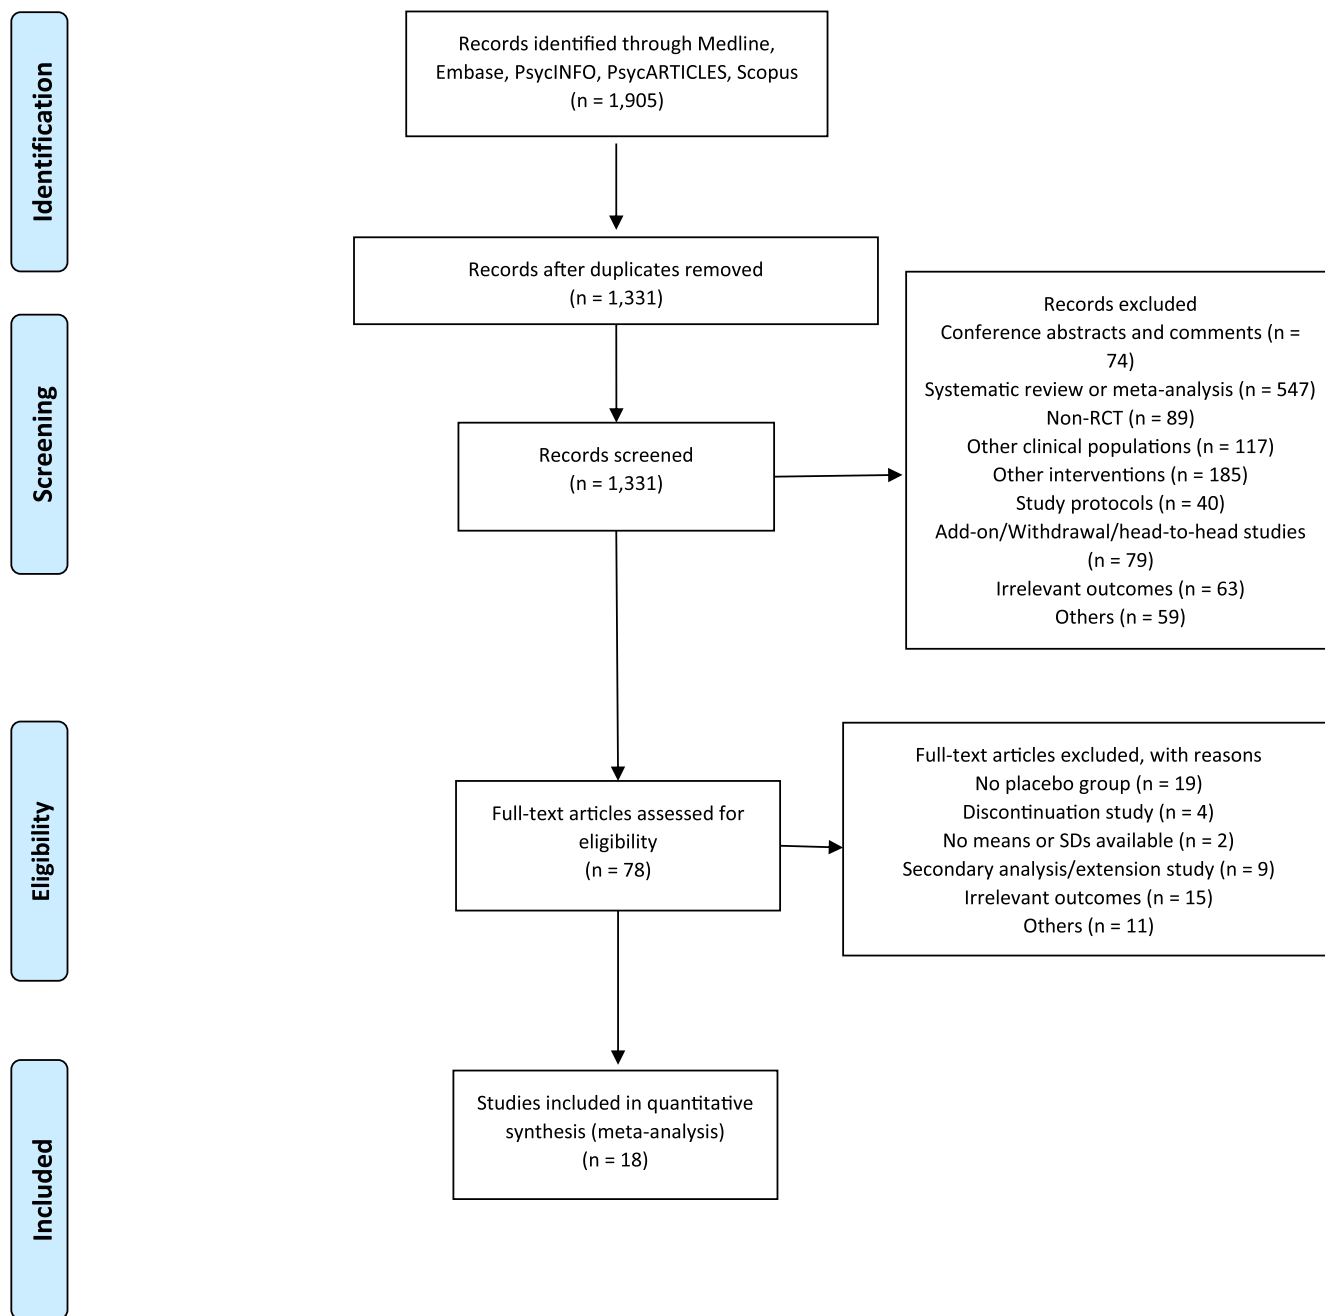 Identification
Records identified through Medline,
Embase, PsycINFO, PsycARTICLES, Scopus
(n = 1,905)
Records after duplicates removed
(n = 1,331)
Screening
Records screened
(n = 1,331)
Records excluded
Conference abstracts and comments (n =
74)
Systematic review or meta-analysis (n = 547)
Non-RCT (n = 89)
Other clinical populations (n = 117)
Other interventions (n = 185)
Study protocols (n = 40)
Add-on/Withdrawal/head-to-head studies
(n = 79)
Irrelevant outcomes (n = 63)
Others (n = 59)
Eligibility
Full-text articles assessed for
eligibility
(n = 78)
Full-text articles excluded, with reasons
No placebo group (n = 19)
Discontinuation study (n = 4)
No means or SDs available (n = 2)
Secondary analysis/extension study (n = 9)
Irrelevant outcomes (n = 15)
Others (n = 11)
Included
Studies included in quantitative
synthesis (meta-analysis)
(n = 18)